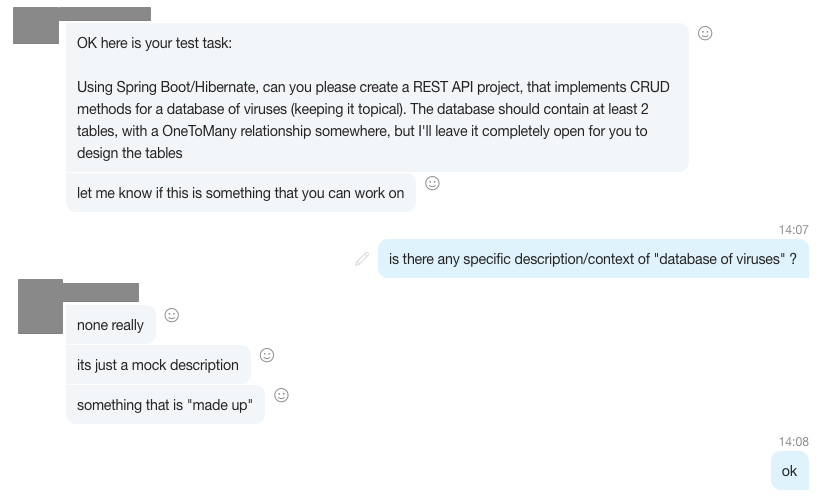 OK here is your test task:
Using Spring Boot/Hibernate, can you please create a REST API project, that implements CRUD
methods for a database of viruses (keeping it topical). The database should contain at least 2
tables, with a OneToMany relationship somewhere, but I'll leave it completely open for you to
design the tables
let me know if this is something that you can work on
14:07
is there any specific description/context of "database of viruses" ?
none really
its just a mock description
something that is "made up"
14:08
ok